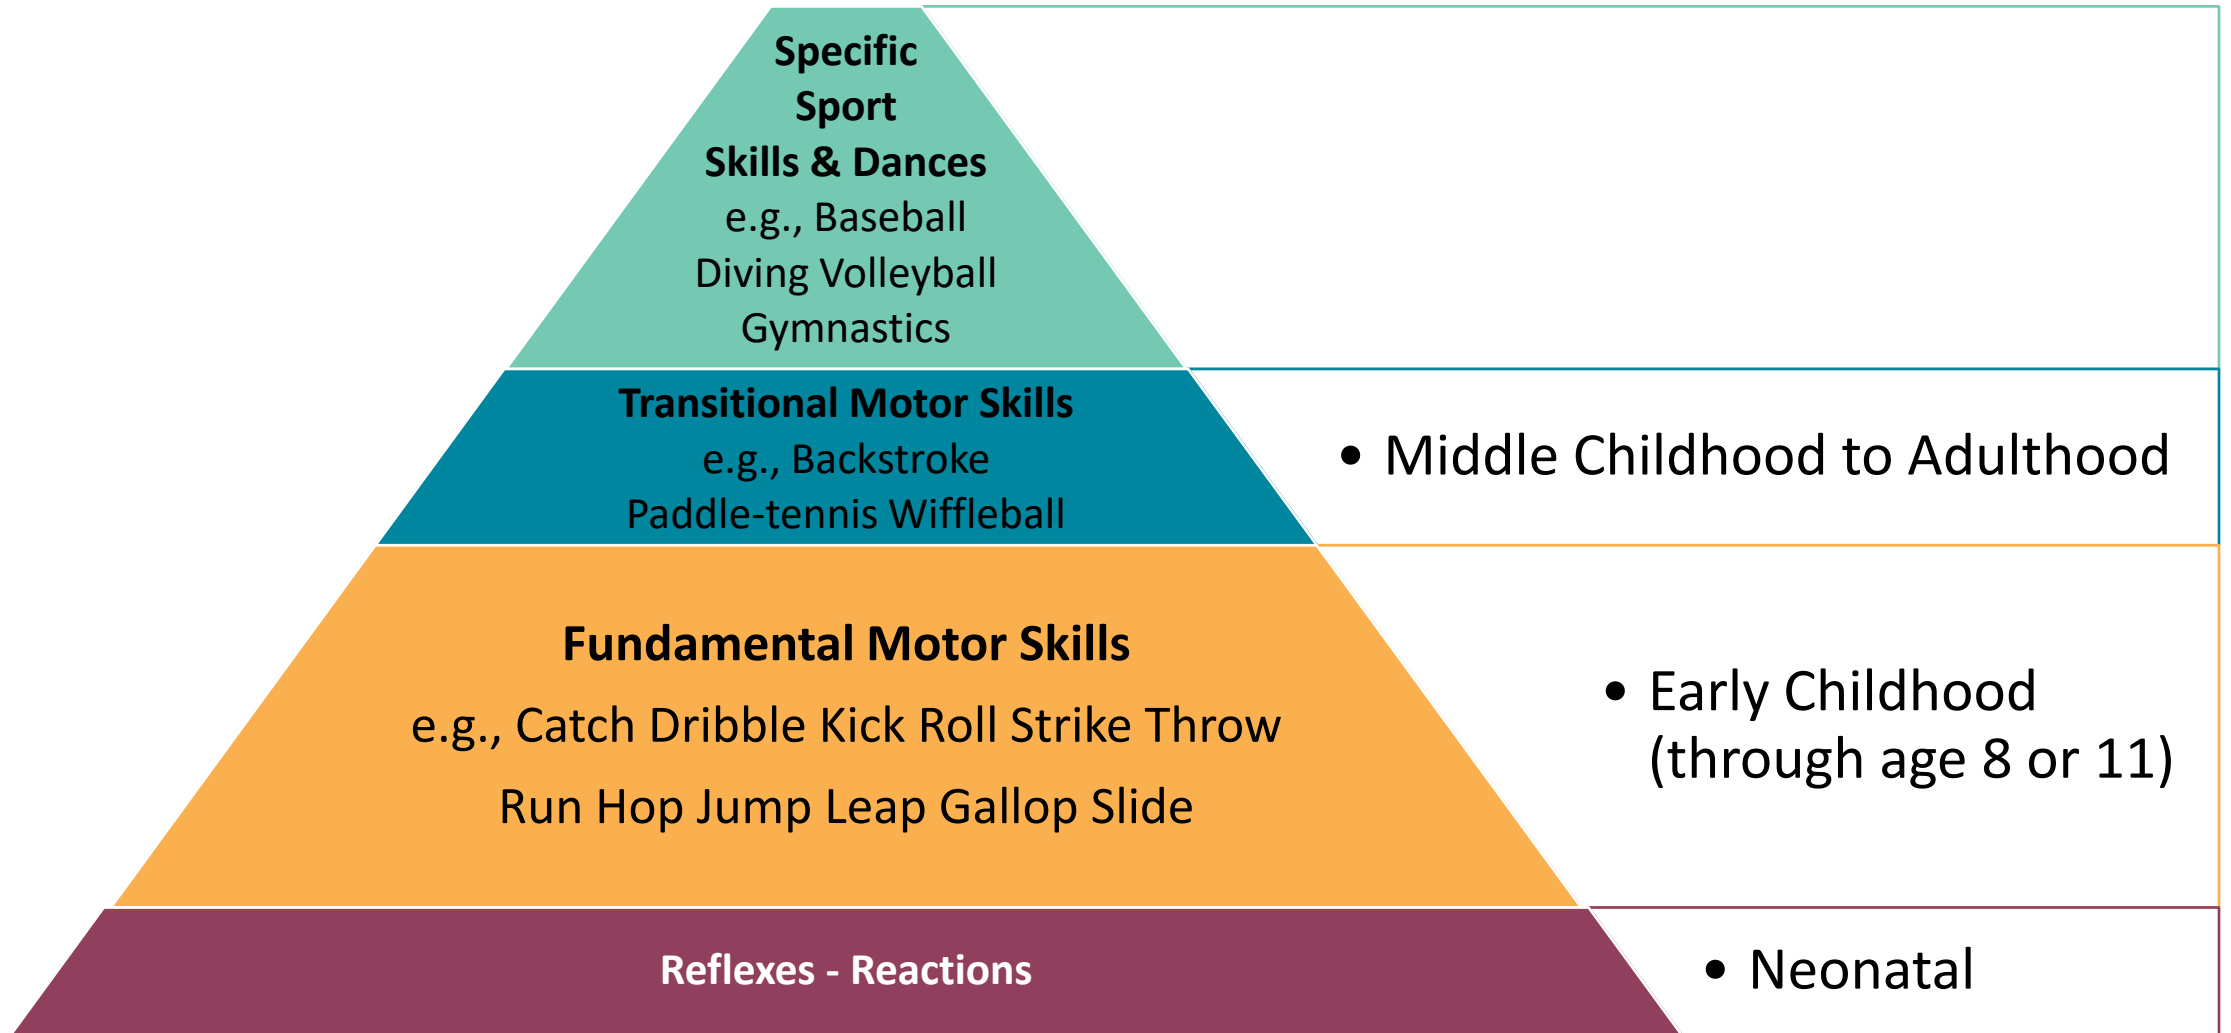 Specific
Sport
Skills & Dances
e.g., Baseball
Diving Volleyball
Gymnastics
Transitional Motor Skills
e.g., Backstroke
Paddle-tennis Wiffleball
• Middle Childhood to Adulthood
Fundamental Motor Skills
e.g., Catch Dribble Kick Roll Strike Throw
Run Hop Jump Leap Gallop Slide
• Early Childhood
(through age 8 or 11)
Reflexes - Reactions
• Neonatal